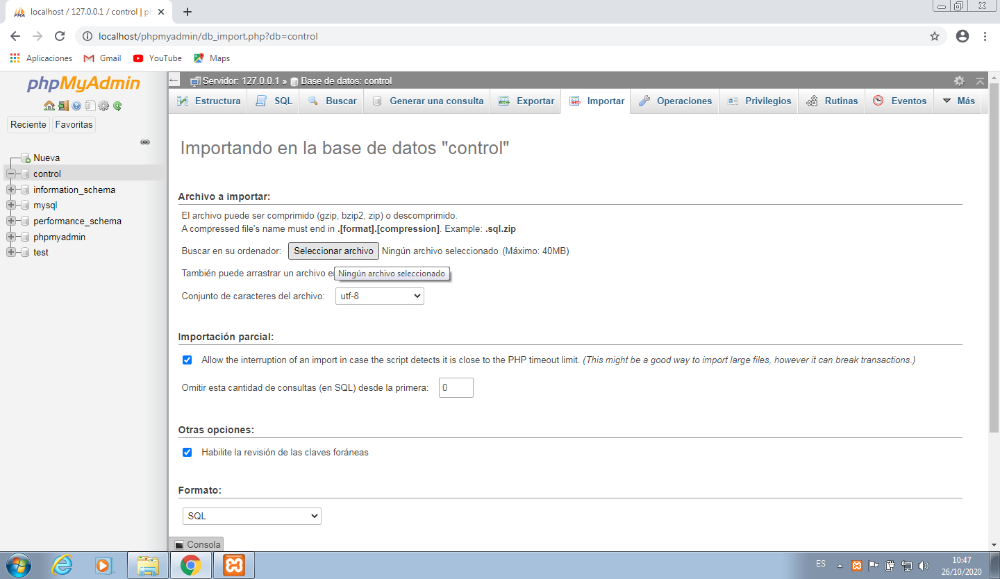 localhost / 127.0.0.1 / control | ph
localhost/phpmyadmin/db_import.php?db=control
Aplicaciones Gmail YouTube Maps
phpMyAdmin
Reciente Favoritas
Nueva
control
information_schema
mysql
performance_schema
phpmyadmin
test
Servidor: 127.0.0.1 » Base de datos: control
Estructura SQL Buscar Generar una consulta Exportar Importar Operaciones Privilegios Rutinas Eventos Más
Importando en la base de datos "control"
Archivo a importar:
El archivo puede ser comprimido (gzip, bzip2, zip) o descomprimido.
A compressed file's name must end in .[format].[compression]. Example: .sql.zip
Buscar en su ordenador: Seleccionar archivo Ningún archivo seleccionado (Máximo: 40MB)
También puede arrastrar un archivo e
Ningún archivo seleccionado
Conjunto de caracteres del archivo: utf-8
Importación parcial:
Allow the interruption of an import in case the script detects it is close to the PHP timeout limit. (This might be a good way to import large files, however it can break transactions.)
Omitir esta cantidad de consultas (en SQL) desde la primera: 0
Otras opciones:
Habilite la revisión de las claves foráneas
Formato:
SQL
Consola
ES
10:47
26/10/2020